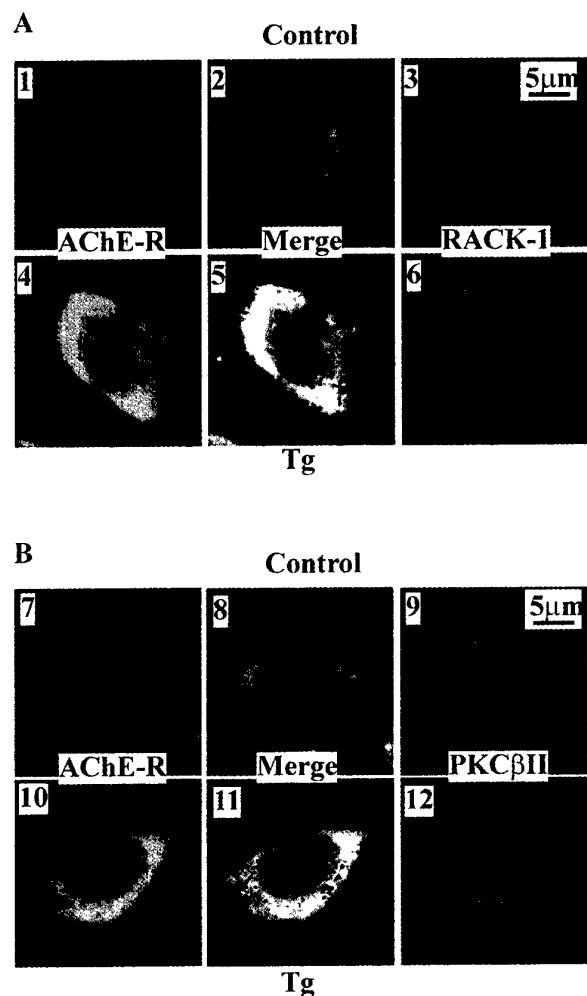 A
Control
1 2 3 5μm
AChE-R Merge RACK-1
4 5 6
Tg
B
Control
7 8 9 5μm
AChE-R Merge PKCβII
10 11 12
Tg